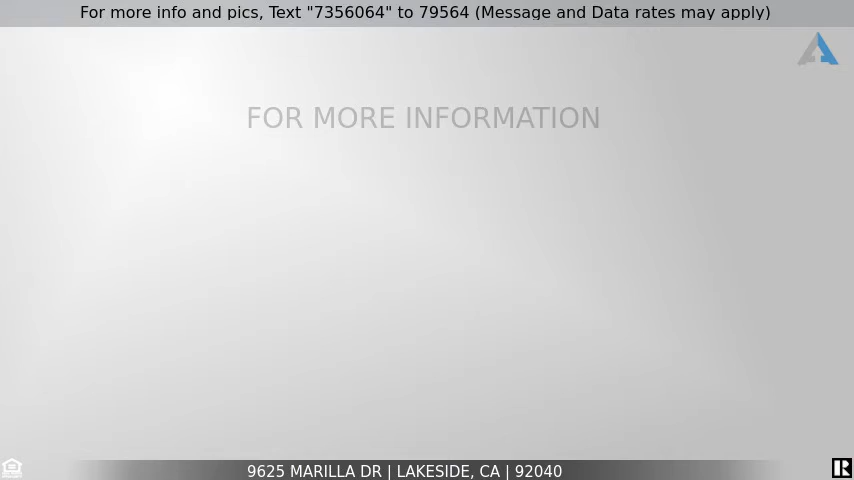 For more info and pics, Text "7356064" to 79564 (Message and Data rates may apply)
FOR MORE INFORMATION
9625 MARILLA DR | LAKESIDE, CA | 92040